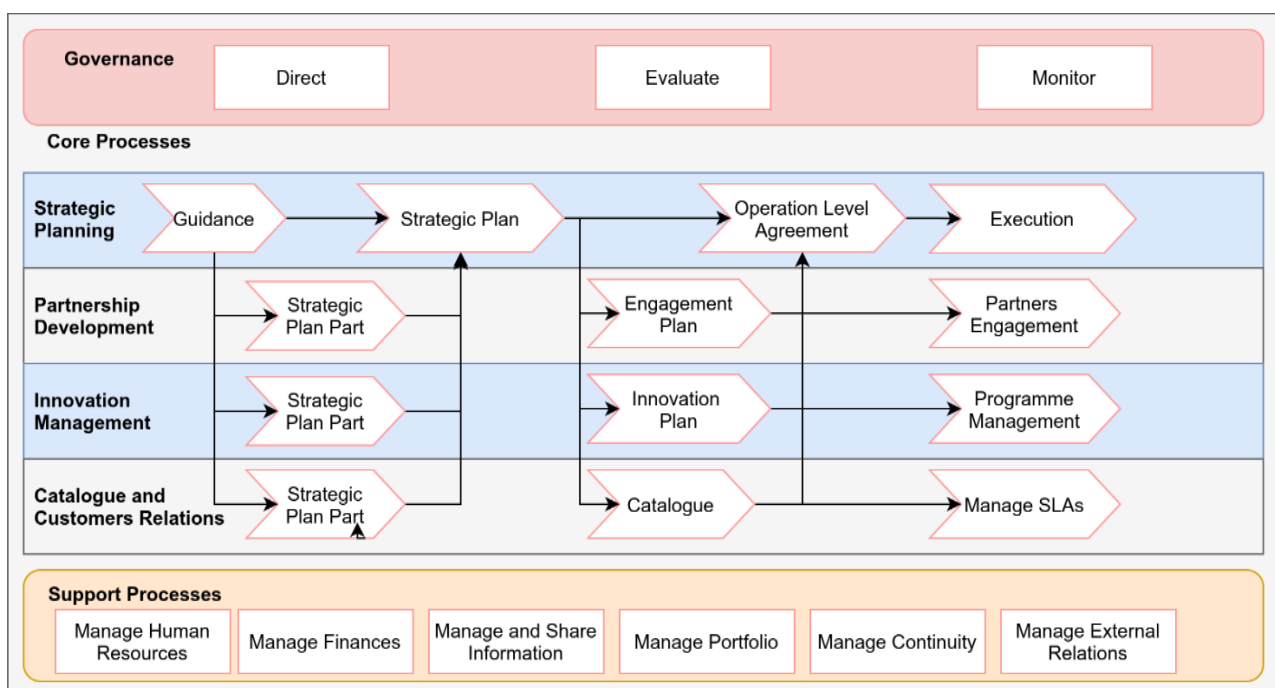 Governance
Direct
Evaluate
Monitor
Core Processes
Strategic
Planning
Guidance
Strategic Plan
Operation Level
Agreement
Execution
Partnership
Development
Strategic
Plan Part
Engagement
Plan
Partners
Engagement
Innovation
Management
Strategic
Plan Part
Innovation
Plan
Programme
Management
Catalogue and
Customers Relations
Strategic
Plan Part
Catalogue
Manage SLAs
Support Processes
Manage Human
Resources
Manage Finances
Manage and Share
Information
Manage Portfolio
Manage Continuity
Manage External
Relations